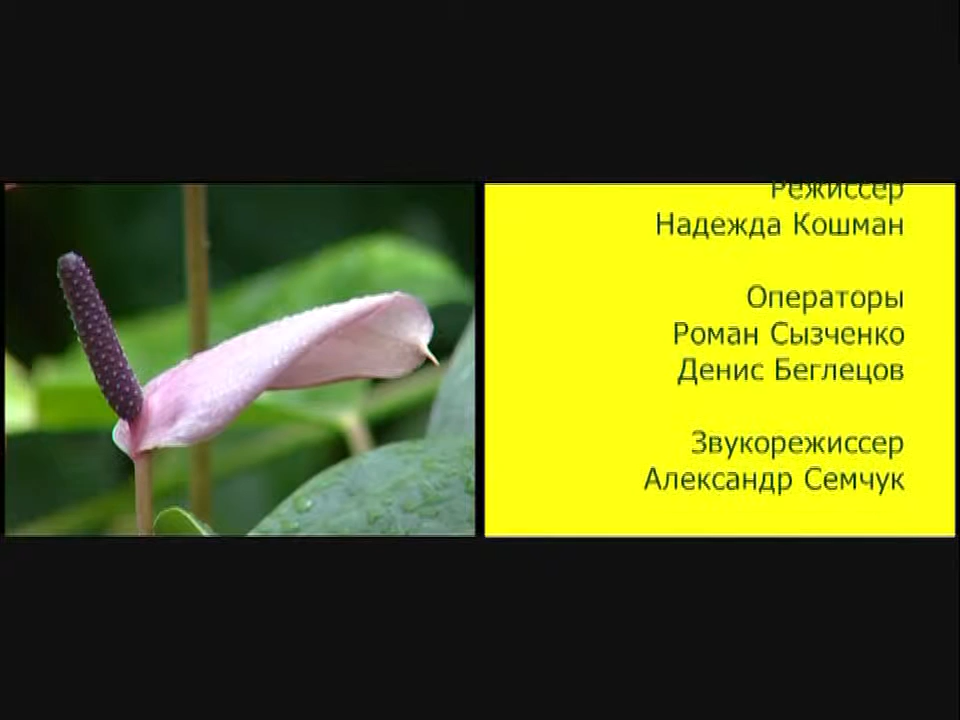 Режиссер
Надежда Кошман
Операторы
Роман Сызченко
Денис Беглецов
Звукорежиссер
Александр Семчук